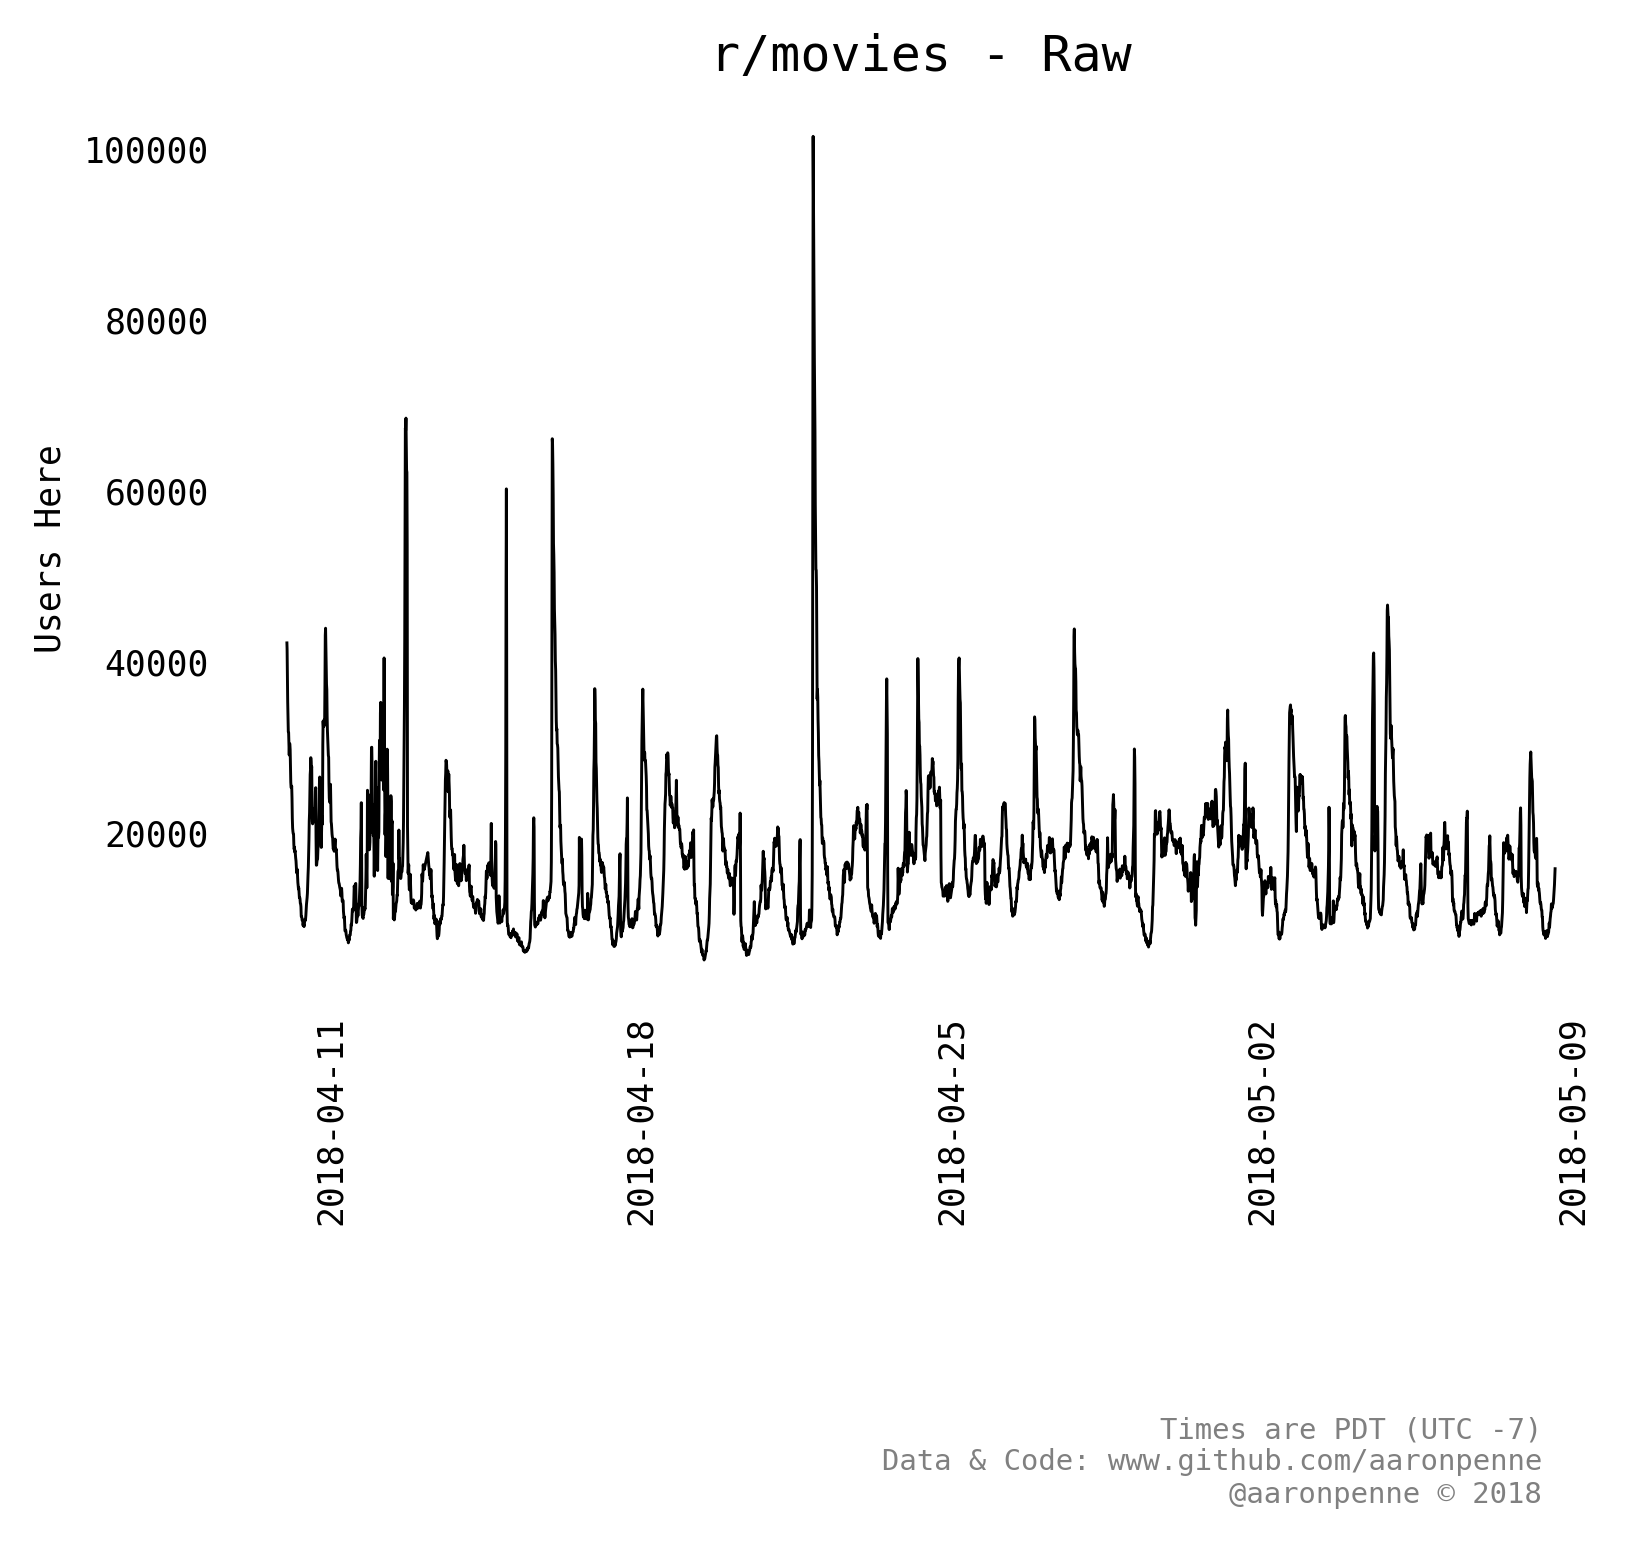 r/movies - Raw
100000
80000
60000
40000
20000
Users Here
2018-04-11
2018-04-18
2018-04-25
2018-05-02
2018-05-09
Times are PDT (UTC -7)
Data & Code: www.github.com/aaronpenne
@aaronpenne © 2018